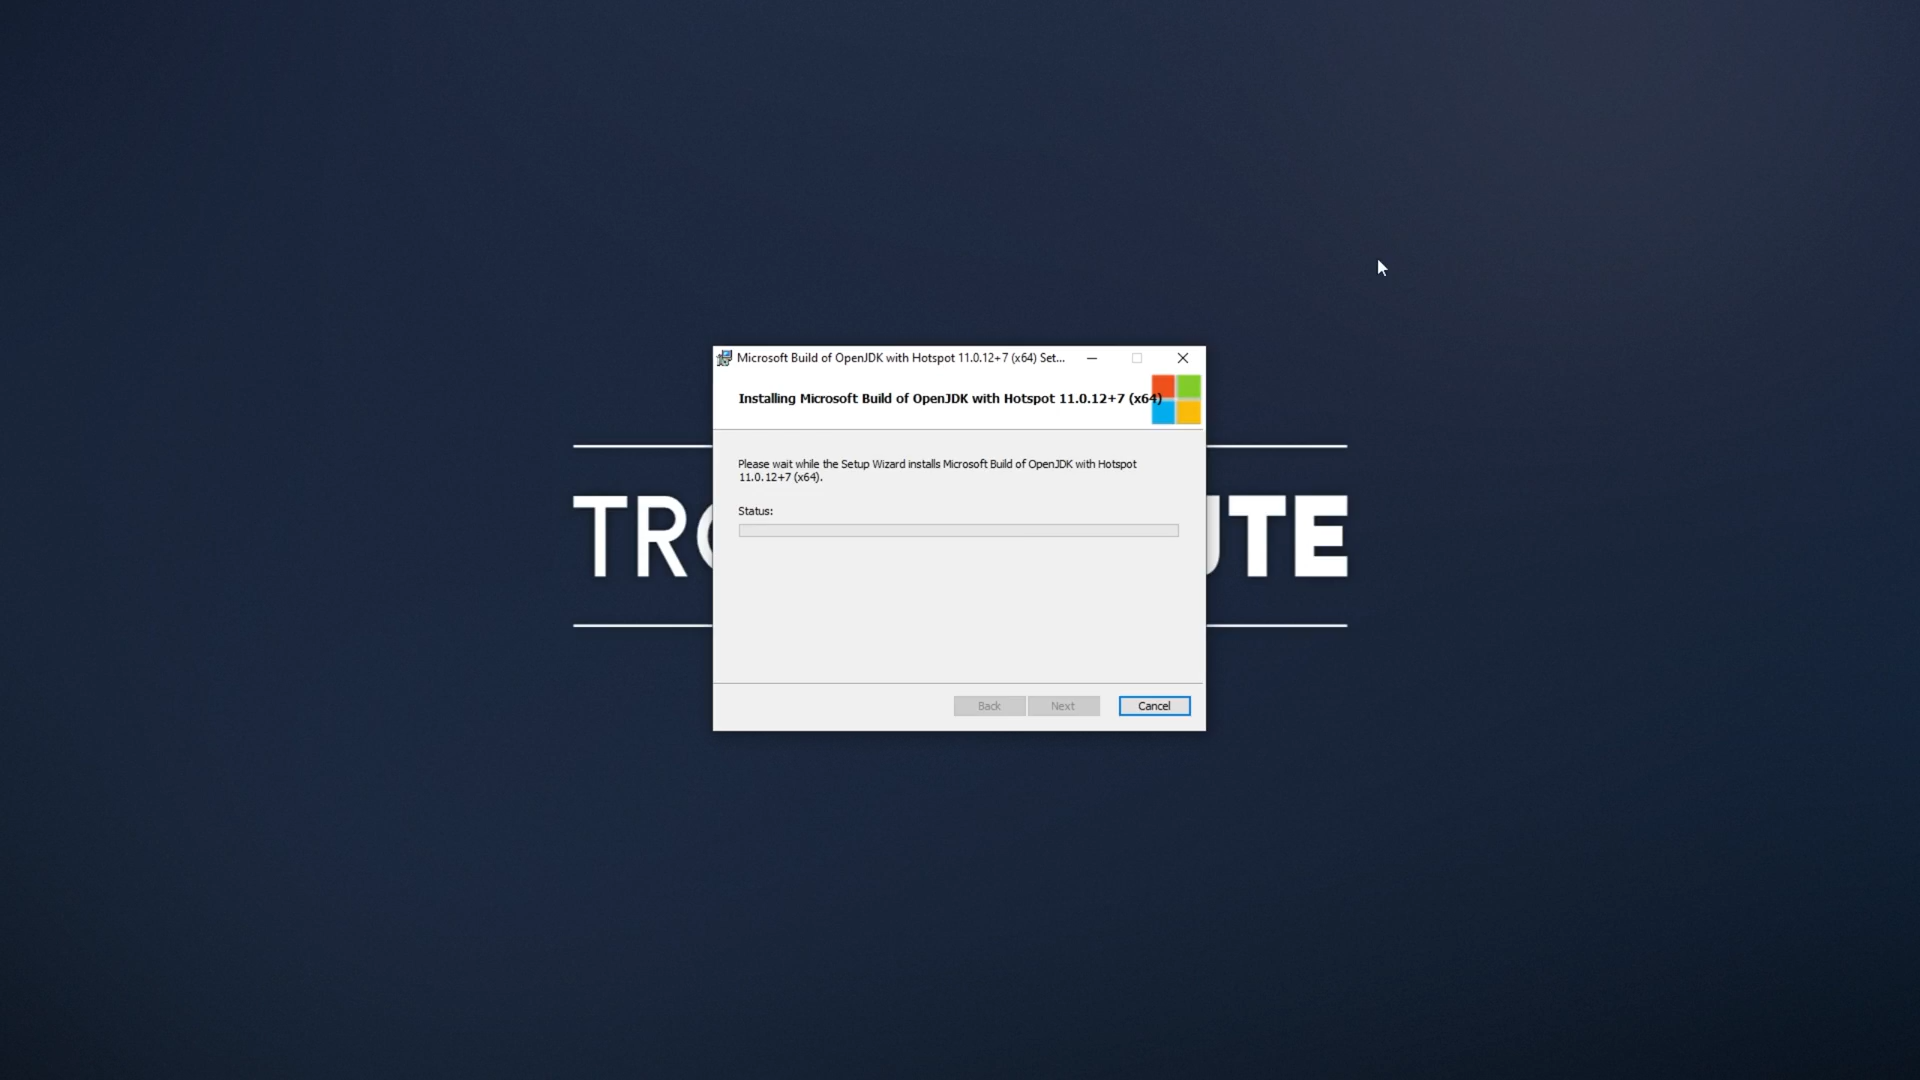 Microsoft Build of OpenJDK with Hotspot 11.0.12+7 (x64) Set...
Installing Microsoft Build of OpenJDK with Hotspot 11.0.12+7 (x64)
Please wait while the Setup Wizard installs Microsoft Build of OpenJDK with Hotspot
11.0.12+7 (x64).
Status:
TR
TE
Back
Next
Cancel